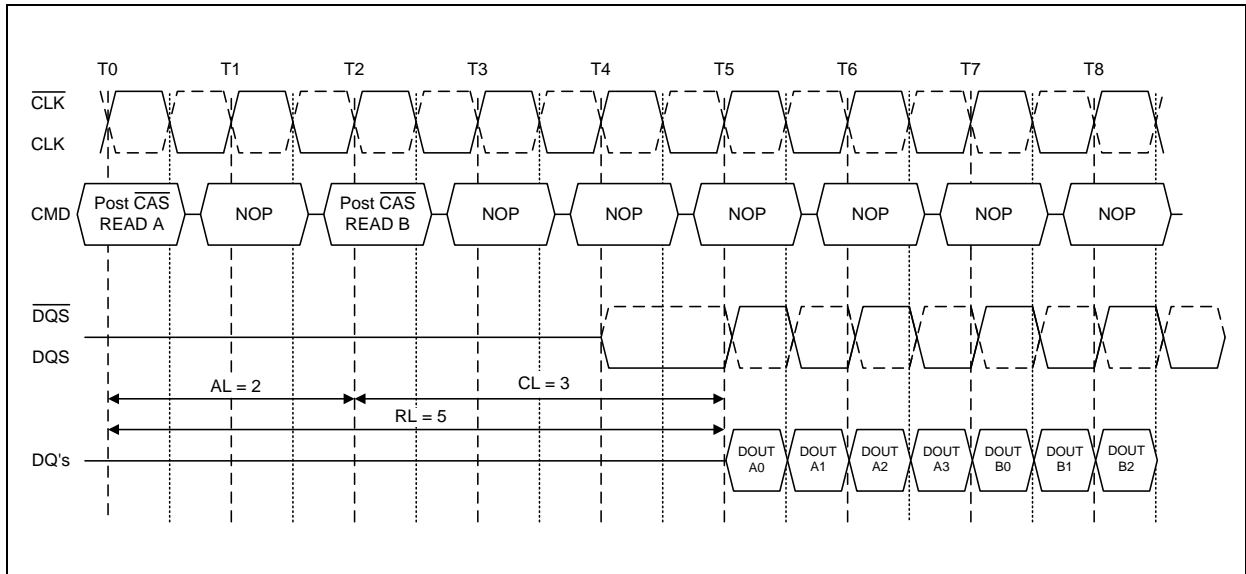 T0 T1 T2 T3 T4 T5 T6 T7 T8
CLK
CLK
CMD
Post CAS
READ A
NOP
Post CAS
READ B
NOP
NOP
NOP
NOP
NOP
NOP
DQS
DQS
AL = 2
CL = 3
RL = 5
DQ's
DOUT
A0
DOUT
A1
DOUT
A2
DOUT
A3
DOUT
B0
DOUT
B1
DOUT
B2